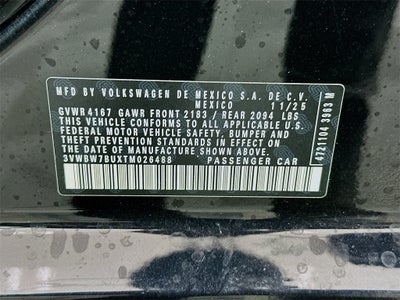 MFD. BY VOLKSWAGEN DE MEXICO S.A. DE C.V.
MEXICO 11/25
GVWR 4167 GAWR FRONT 2183 / REAR 2094 LBS
THIS VEHICLE CONFORMS TO ALL APPLICABLE U.S.
FEDERAL MOTOR VEHICLE SAFETY, BUMPER AND
THEFT PREVENTION STANDARDS IN EFFECT ON THE
DATE OF MANUFACTURE SHOWN ABOVE.
3VWBW7BUXTM026488 PASSENGER CAR
4721104 3963 M